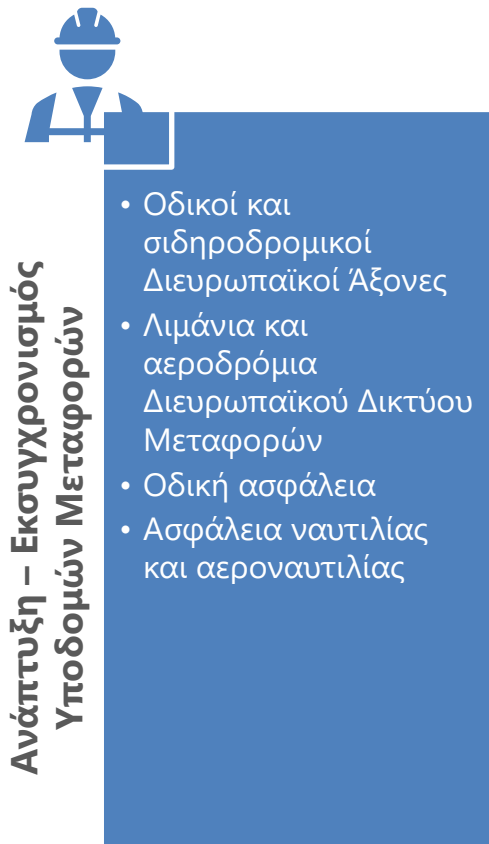 Ανάπτυξη – Εκσυγχρονισμός
Υποδομών Μεταφορών
• Οδικοί και
σιδηροδρομικοί
Διευρωπαϊκοί Άξονες
• Λιμάνια και
αεροδρόμια
Διευρωπαϊκού Δικτύου
Μεταφορών
• Οδική ασφάλεια
• Ασφάλεια ναυτιλίας
και αεροναυτιλίας